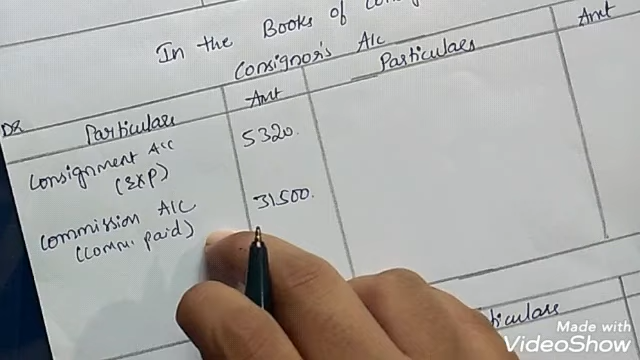 In the Books of
Consignor's A/c
Dr
Particulars
Amt
Particulars
Amt
Consignment A/c
(Exp)
5320.
Commission A/c
(Comm. paid)
31500.
ticulars
Made with
VideoShow